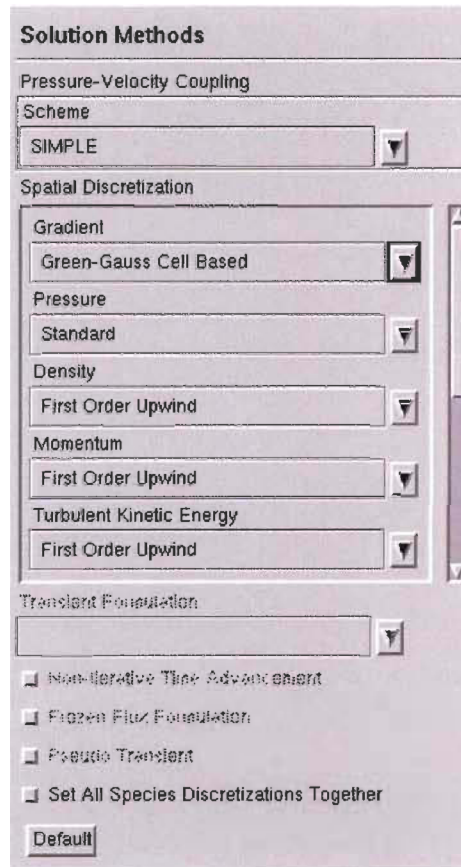 Solution Methods
Pressure-Velocity Coupling
Scheme
SIMPLE
Spatial Discretization
Gradient
Green-Gauss Cell Based
Pressure
Standard
Density
First Order Upwind
Momentum
First Order Upwind
Turbulent Kinetic Energy
First Order Upwind
Transient Formulation
Non-Iterative Time Advancement
Frozen Flux Formulation
Pseudo Transient
Set All Species Discretizations Together
Default